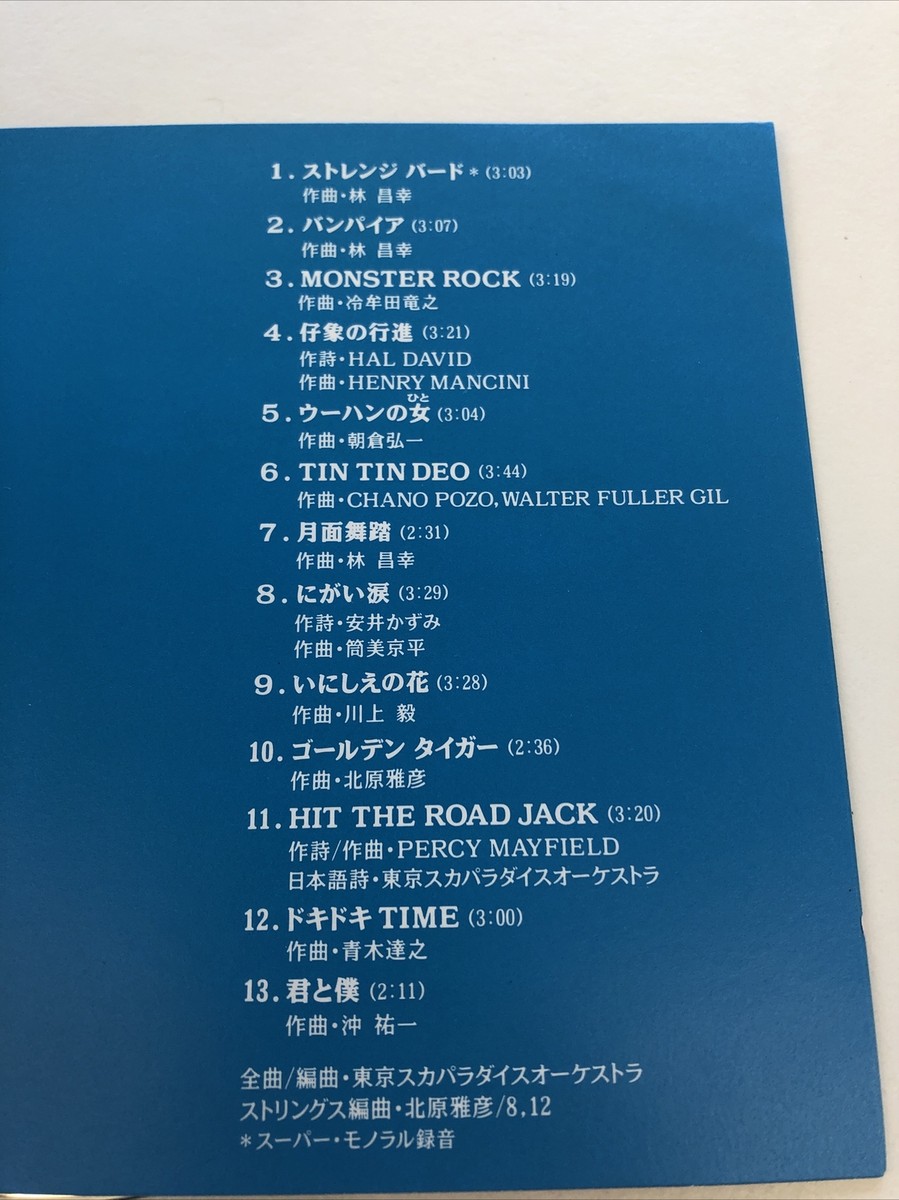 1. ストレンジ バード* (3:03)
作曲・林 昌幸
2. バンパイア (3:07)
作曲・林 昌幸
3. MONSTER ROCK (3:19)
作曲・冷牟田竜之
4. 仔象の行進 (3:21)
作詩・HAL DAVID
作曲・HENRY MANCINI
ひと
5. ウーハンの女 (3:04)
作曲・朝倉弘一
6. TIN TIN DEO (3:44)
作曲・CHANO POZO,WALTER FULLER GIL
7. 月面舞踏 (2:31)
作曲・林 昌幸
8. にがい涙 (3:29)
作詩・安井かずみ
作曲・筒美京平
9. いにしえの花 (3:28)
作曲・川上 毅
10. ゴールデン タイガー (2:36)
作曲・北原雅彦
11. HIT THE ROAD JACK (3:20)
作詩/作曲・PERCY MAYFIELD
日本語詩・東京スカパラダイスオーケストラ
12. ドキドキ TIME (3:00)
作曲・青木達之
13. 君と僕 (2:11)
作曲・沖 祐一
全曲/編曲・東京スカパラダイスオーケストラ
ストリングス編曲・北原雅彦/8,12
*スーパー・モノラル録音